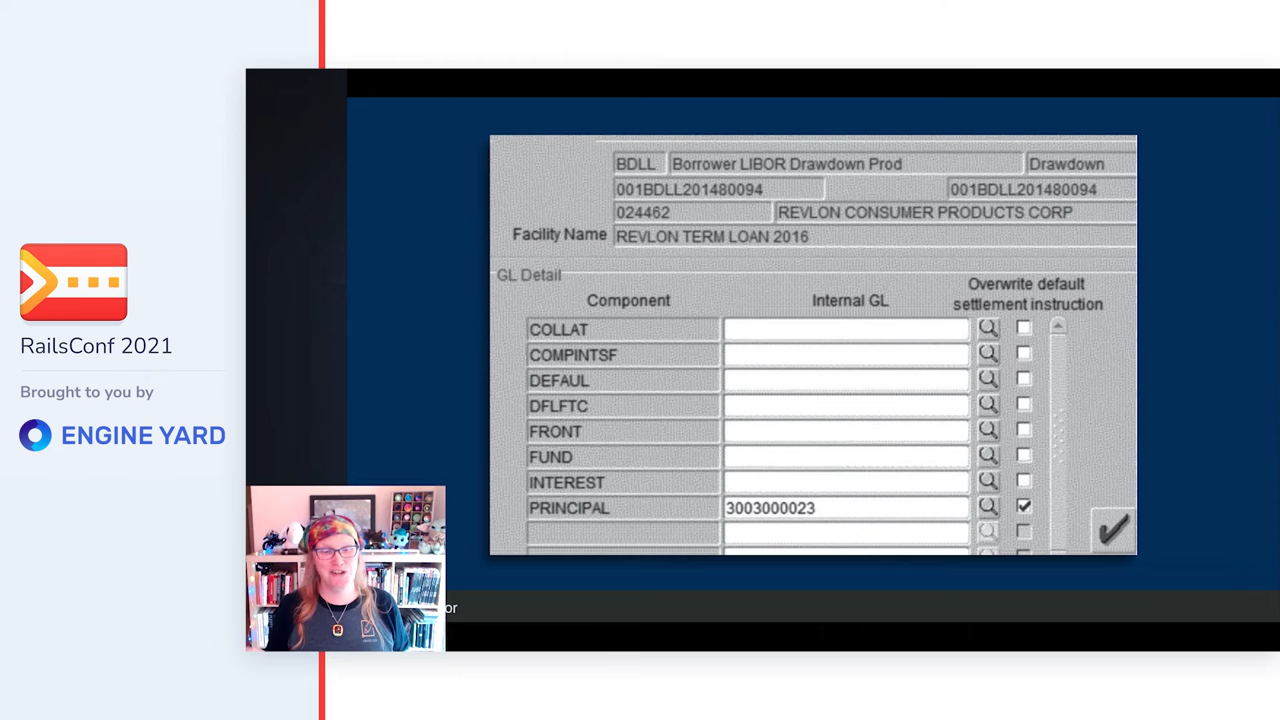 RailsConf 2021
Brought to you by
ENGINE YARD
BDLL Borrower LIBOR Drawdown Prod Drawdown
001BDLL201480094 001BDLL201480094
024462 REVLON CONSUMER PRODUCTS CORP
Facility Name REVLON TERM LOAN 2016
GL Detail
Component Internal GL Overwrite default settlement instruction
COLLAT
COMPINTSF
DEFAUL
DFLFTC
FRONT
FUND
INTEREST
PRINCIPAL 3003000023
or